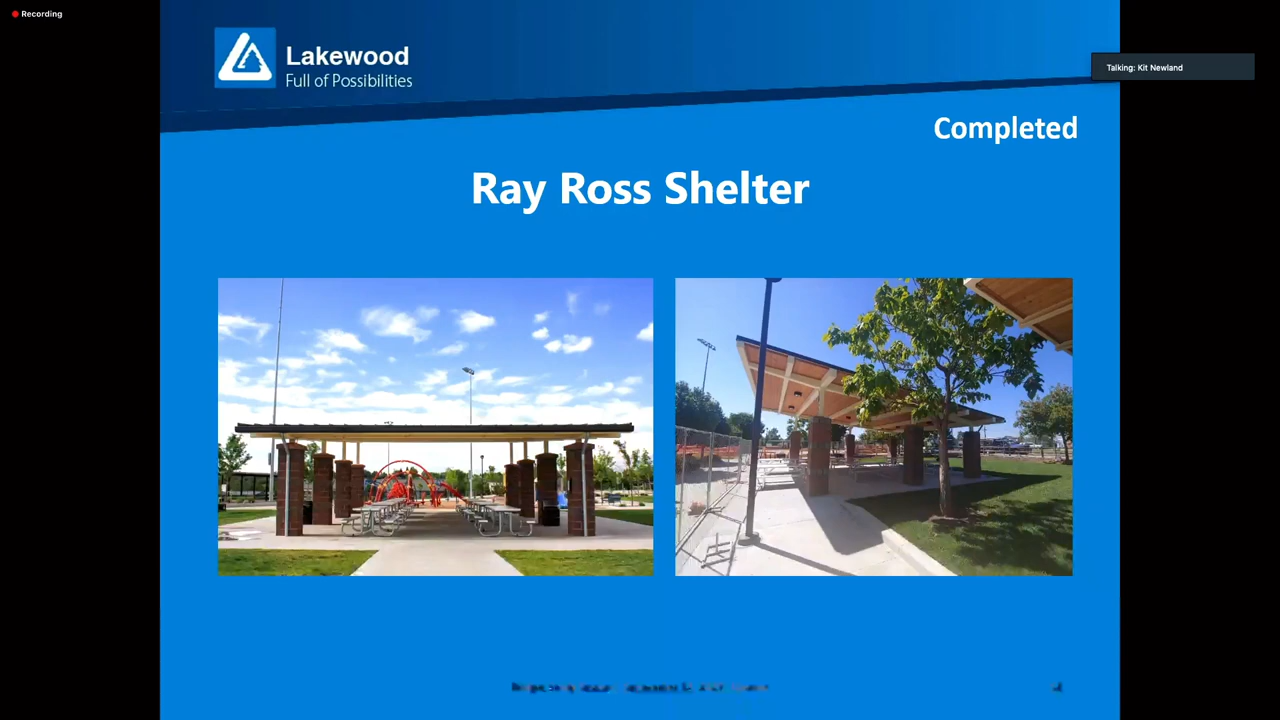 Recording
Lakewood
Full of Possibilities
Talking: Kit Newland
Completed
Ray Ross Shelter